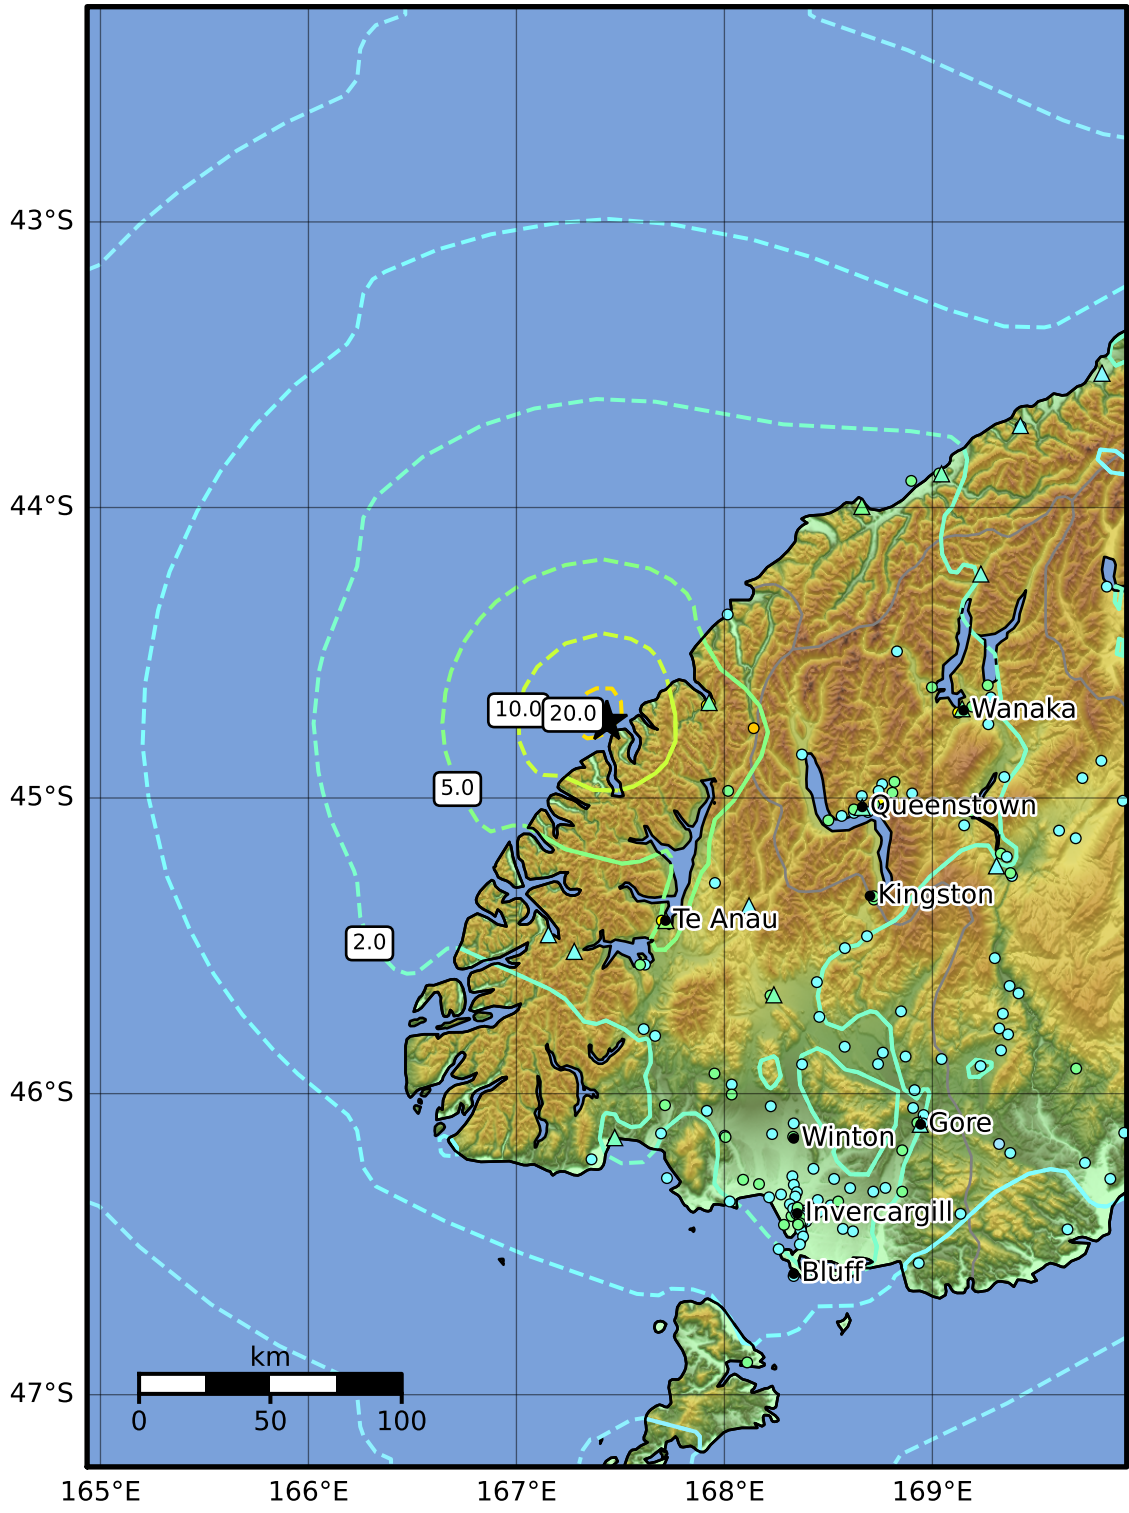 43°S
44°S
10.0
20.0
Wanaka
5.0
45°S
Queenstown
Kingston
Te Anau
2.0
46°S
Gore
Winton
Invercargill
Bluff
km
0 50 100
47°S
165°E 166°E 167°E 168°E 169°E